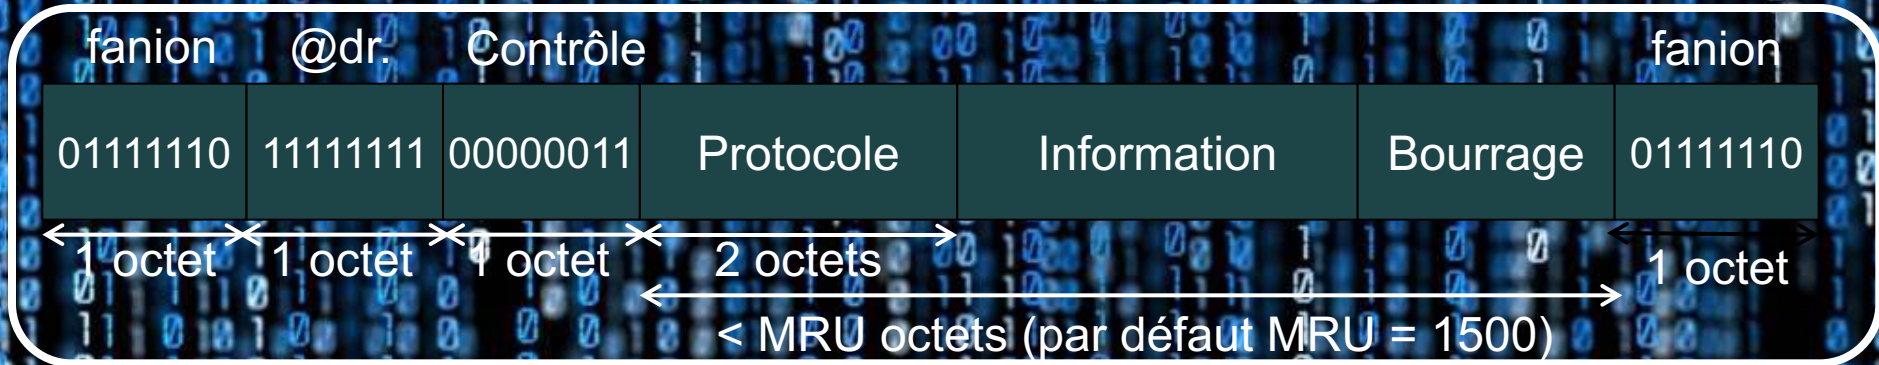 fanion @dr. Contrôle fanion
01111110 11111111 00000011 Protocole Information Bourrage 01111110
1 octet 1 octet 1 octet 2 octets 1 octet
< MRU octets (par défaut MRU = 1500)